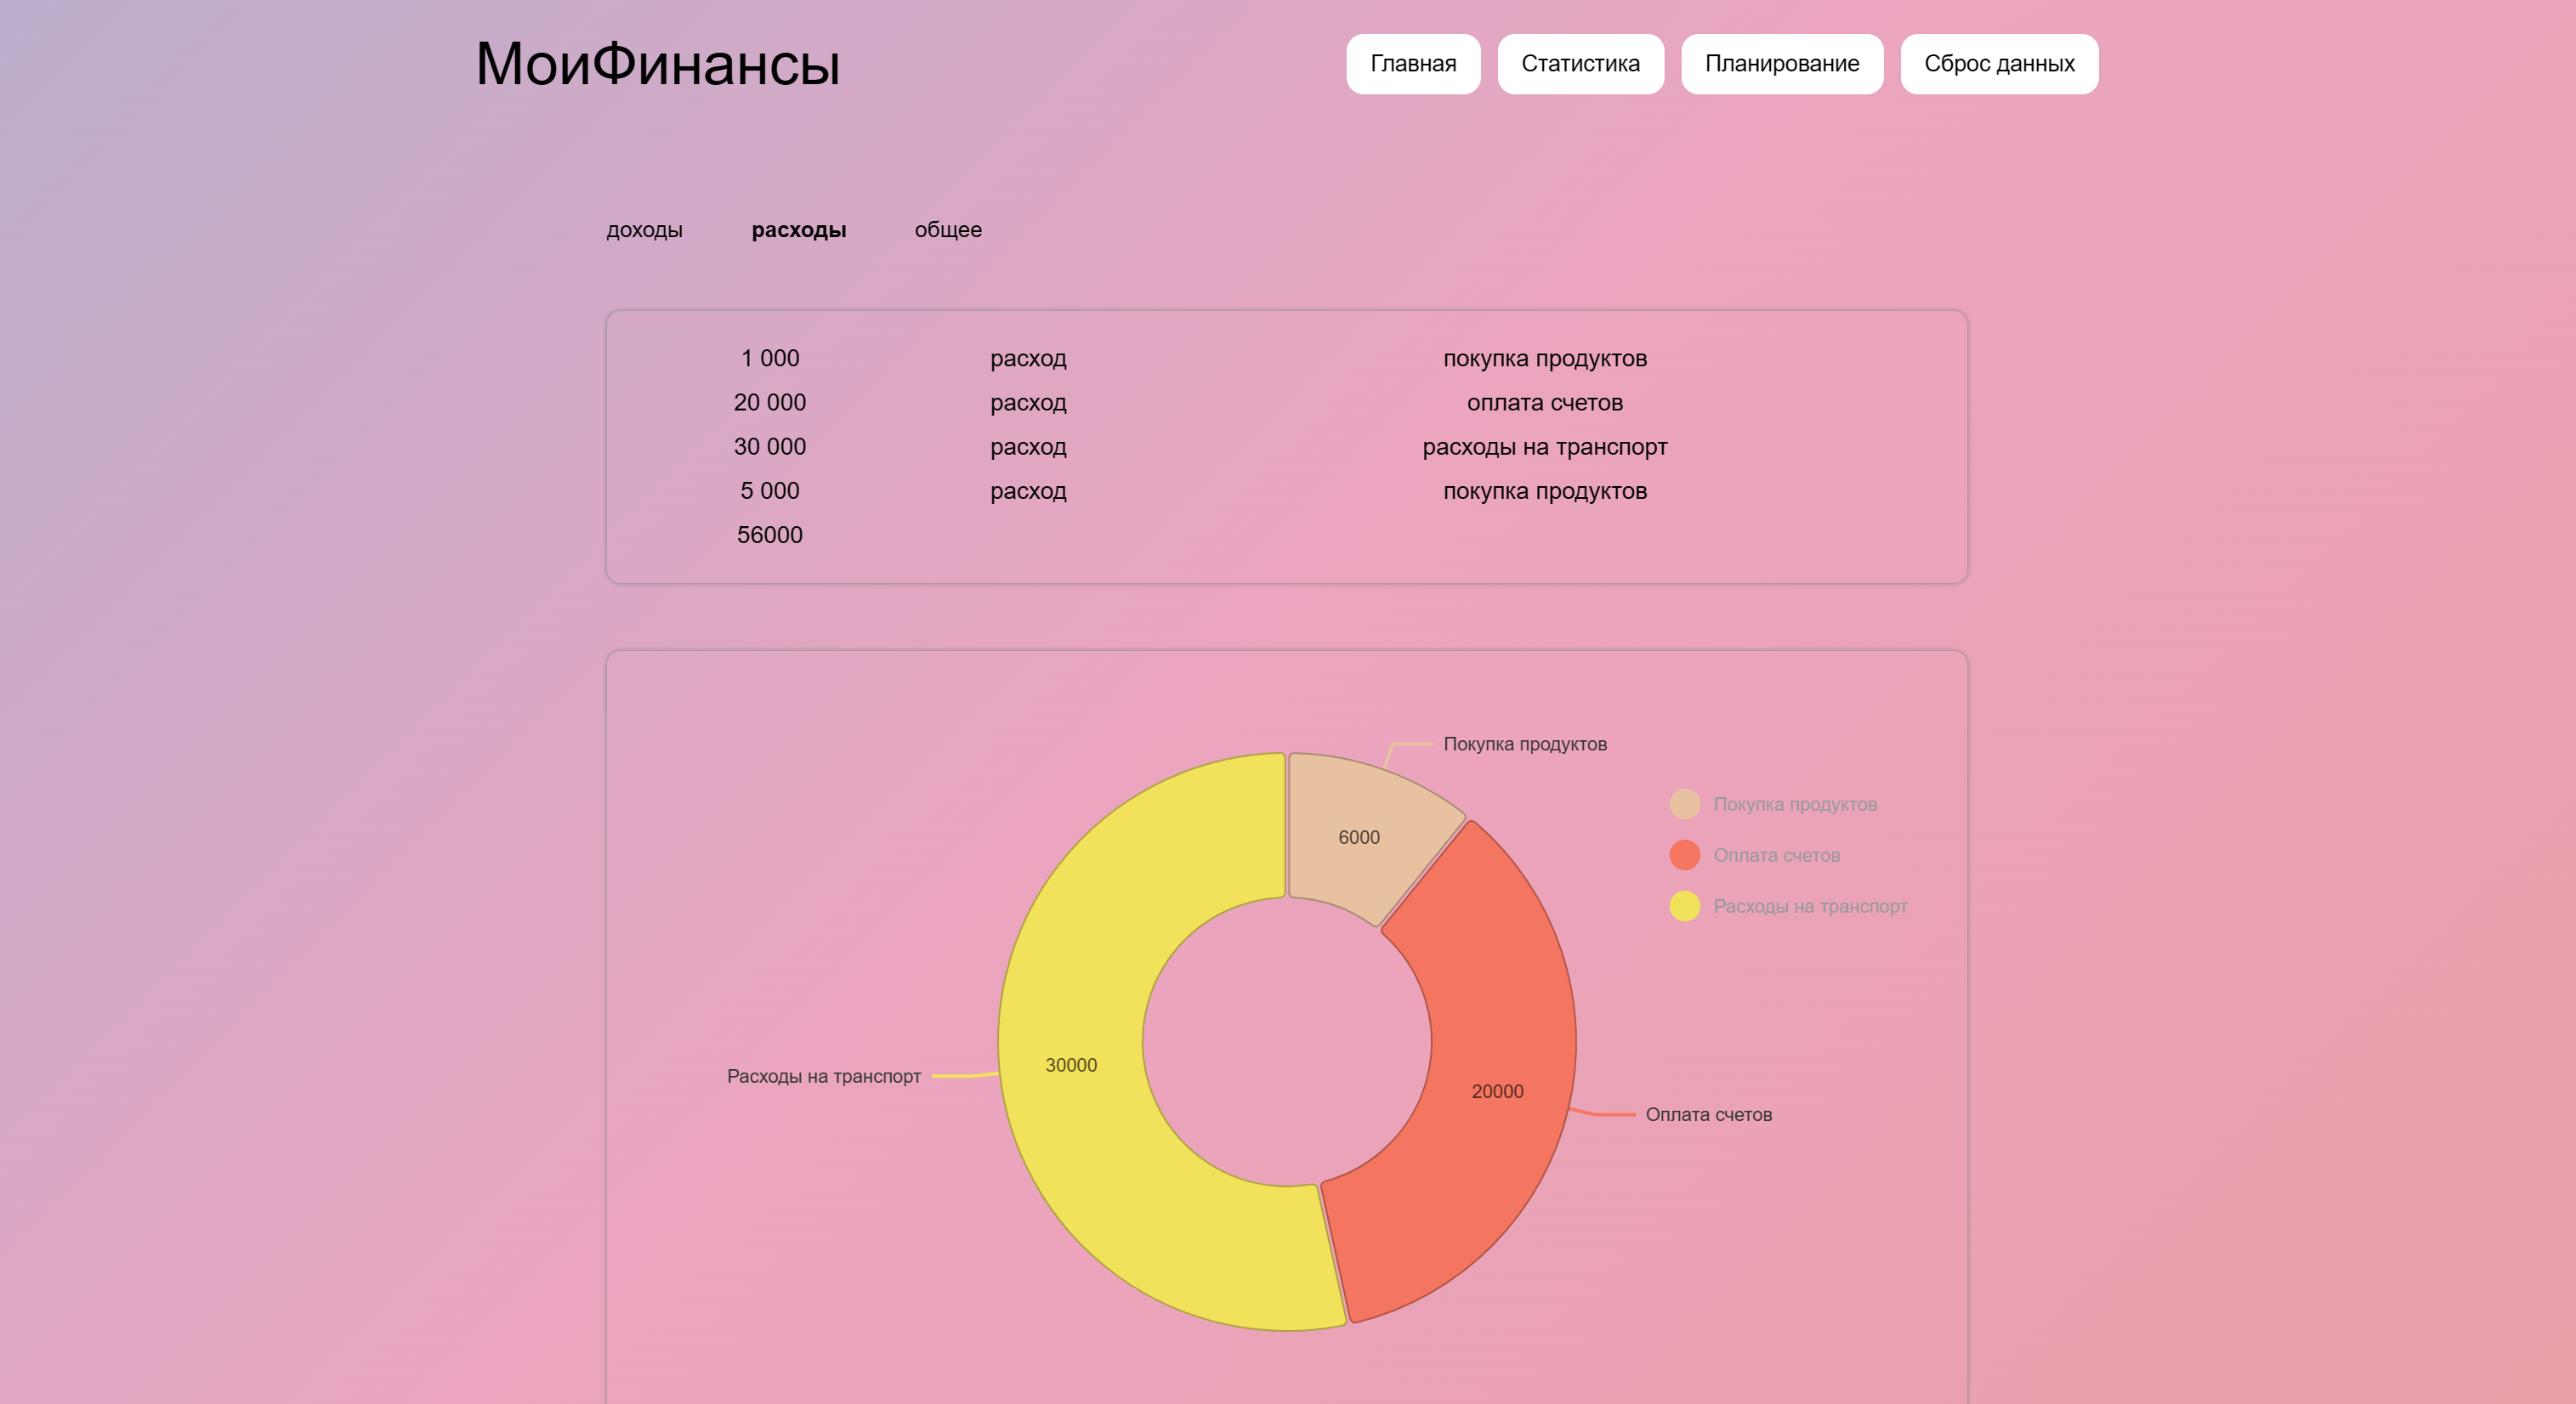 МоиФинансы
Главная Статистика Планирование Сброс данных
доходы расходы общее
1 000 расход покупка продуктов
20 000 расход оплата счетов
30 000 расход расходы на транспорт
5 000 расход покупка продуктов
56000
Покупка продуктов
Покупка продуктов
6000
Оплата счетов
Расходы на транспорт
30000
Расходы на транспорт
20000
Оплата счетов